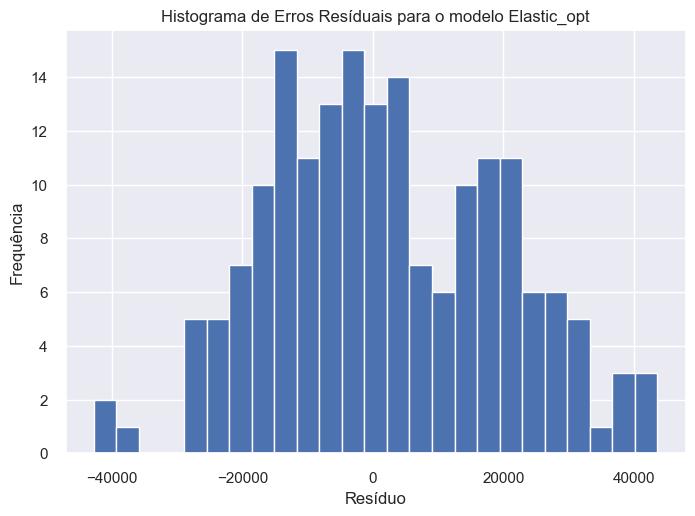 Histograma de Erros Resíduais para o modelo Elastic_opt
Frequência
14
12
10
8
6
4
2
0
−40000 −20000 0 20000 40000
Resíduo